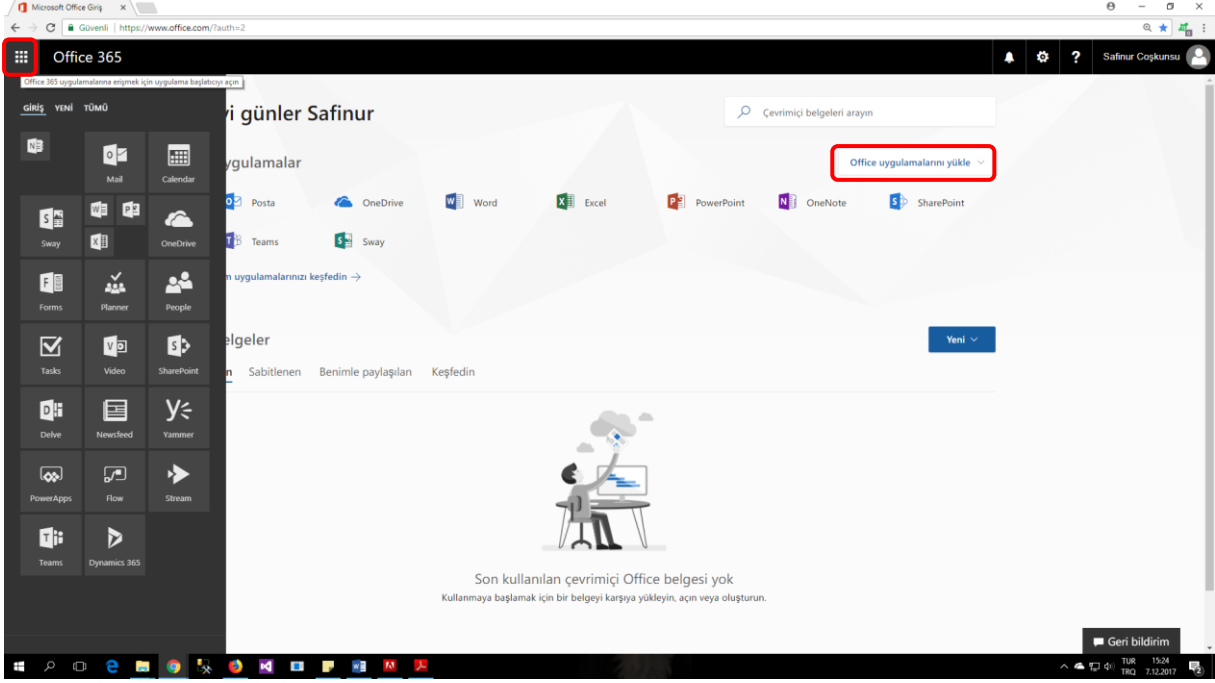 Microsoft Office Giriş
Güvenli | https://www.office.com/?auth=2
Office 365
? Safinur Coşkunsu
Office 365 uygulamalarına erişmek için uygulama başlatıcıyı açın
GİRİŞ YENİ TÜMÜ
yi günler Safinur
Çevrimiçi belgeleri arayın
ygulamalar
Office uygulamalarını yükle
Mail Calendar
Posta OneDrive Word Excel PowerPoint OneNote SharePoint
Sway OneDrive
Teams Sway
m uygulamalarınızı keşfedin →
Forms Planner People
elgeler
Yeni
Tasks Video SharePoint
n Sabitlenen Benimle paylaşılan Keşfedin
Delve Newsfeed Yammer
PowerApps Flow Stream
Teams Dynamics 365
Son kullanılan çevrimiçi Office belgesi yok
Kullanmaya başlamak için bir belgeyi karşıya yükleyin, açın veya oluşturun.
Geri bildirim
TUR 15:24
TRQ 7.12.2017